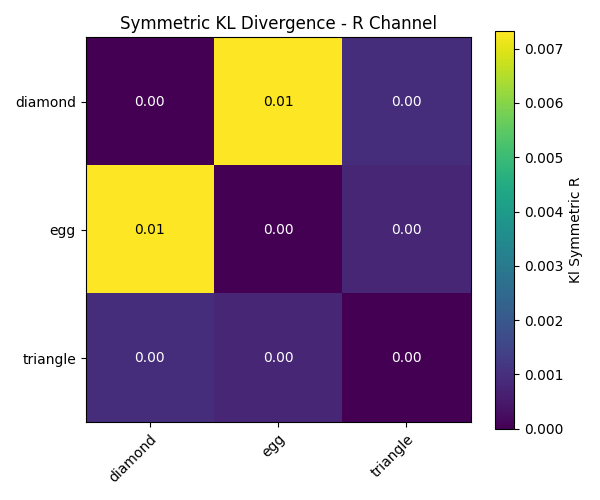 Symmetric KL Divergence - R Channel
diamond
0.00
0.01
0.00
egg
0.01
0.00
0.00
triangle
0.00
0.00
0.00
diamond
egg
triangle
0.007
0.006
0.005
0.004
0.003
0.002
0.001
0.000
Kl Symmetric R